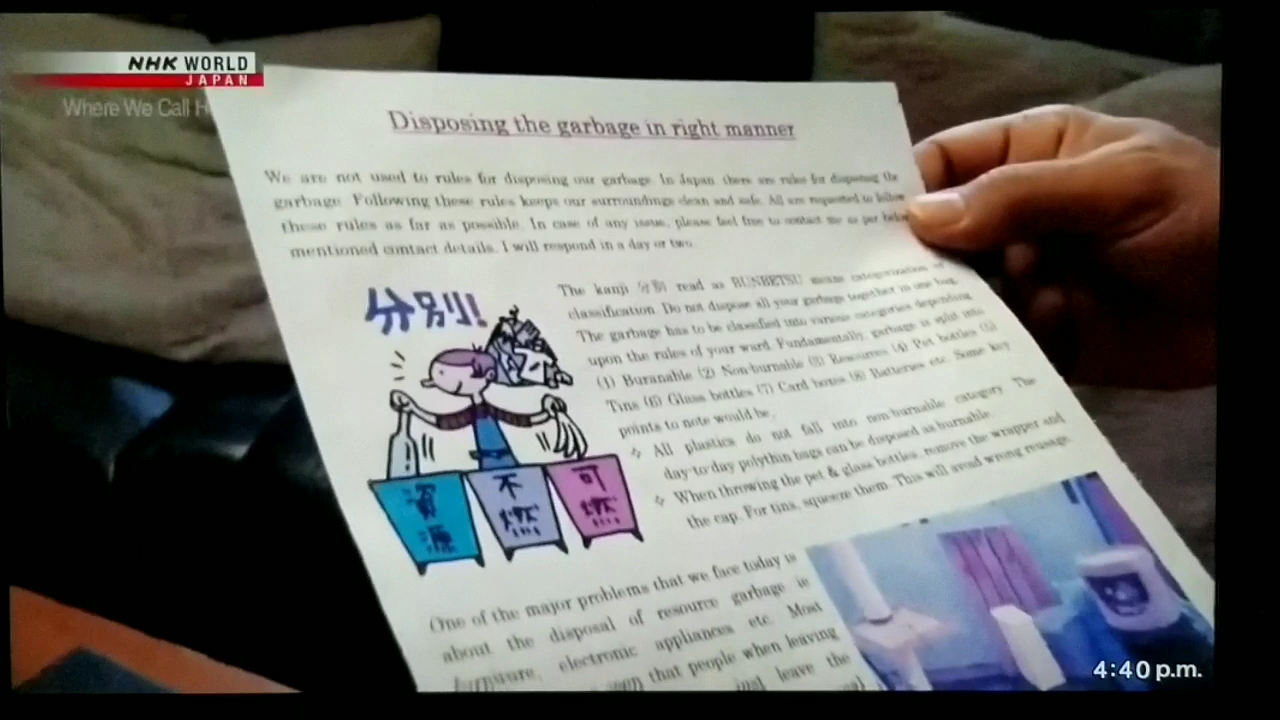 NHK WORLD
JAPAN
Where We Call H
Disposing the garbage in right manner
We are not used to rules for disposing our garbage. In Japan there are rules for disposing the
garbage. Following these rules keeps our surroundings clean and safe. All are requested to follow
these rules as far as possible. In case of any issue, please feel free to contact me as per below
mentioned contact details. I will respond in a day or two.
The kanji 分別 read as BUNBETSU means categorization or
classification. Do not dispose all your garbage together in one bag.
The garbage has to be classified into various categories depending
upon the rules of your ward. Fundamentally, garbage is split into
(1) Buranable (2) Non-burnable (3) Resources (4) Pet bottles (5)
Tins (6) Glass bottles (7) Card boxes (8) Batteries etc. Some key
points to note would be,
All plastics do not fall into non-burnable category. The
day-to-day polythin bags can be disposed as burnable.
When throwing the pet & glass bottles, remove the wrapper and
the cap. For tins, squeeze them. This will avoid wrong reusage.
分別!
資源
不燃
可燃
One of the major problems that we face today is
about the disposal of resource garbage ie
furniture, electronic appliances etc. Most
that people when leaving
leave the
4:40 p.m.